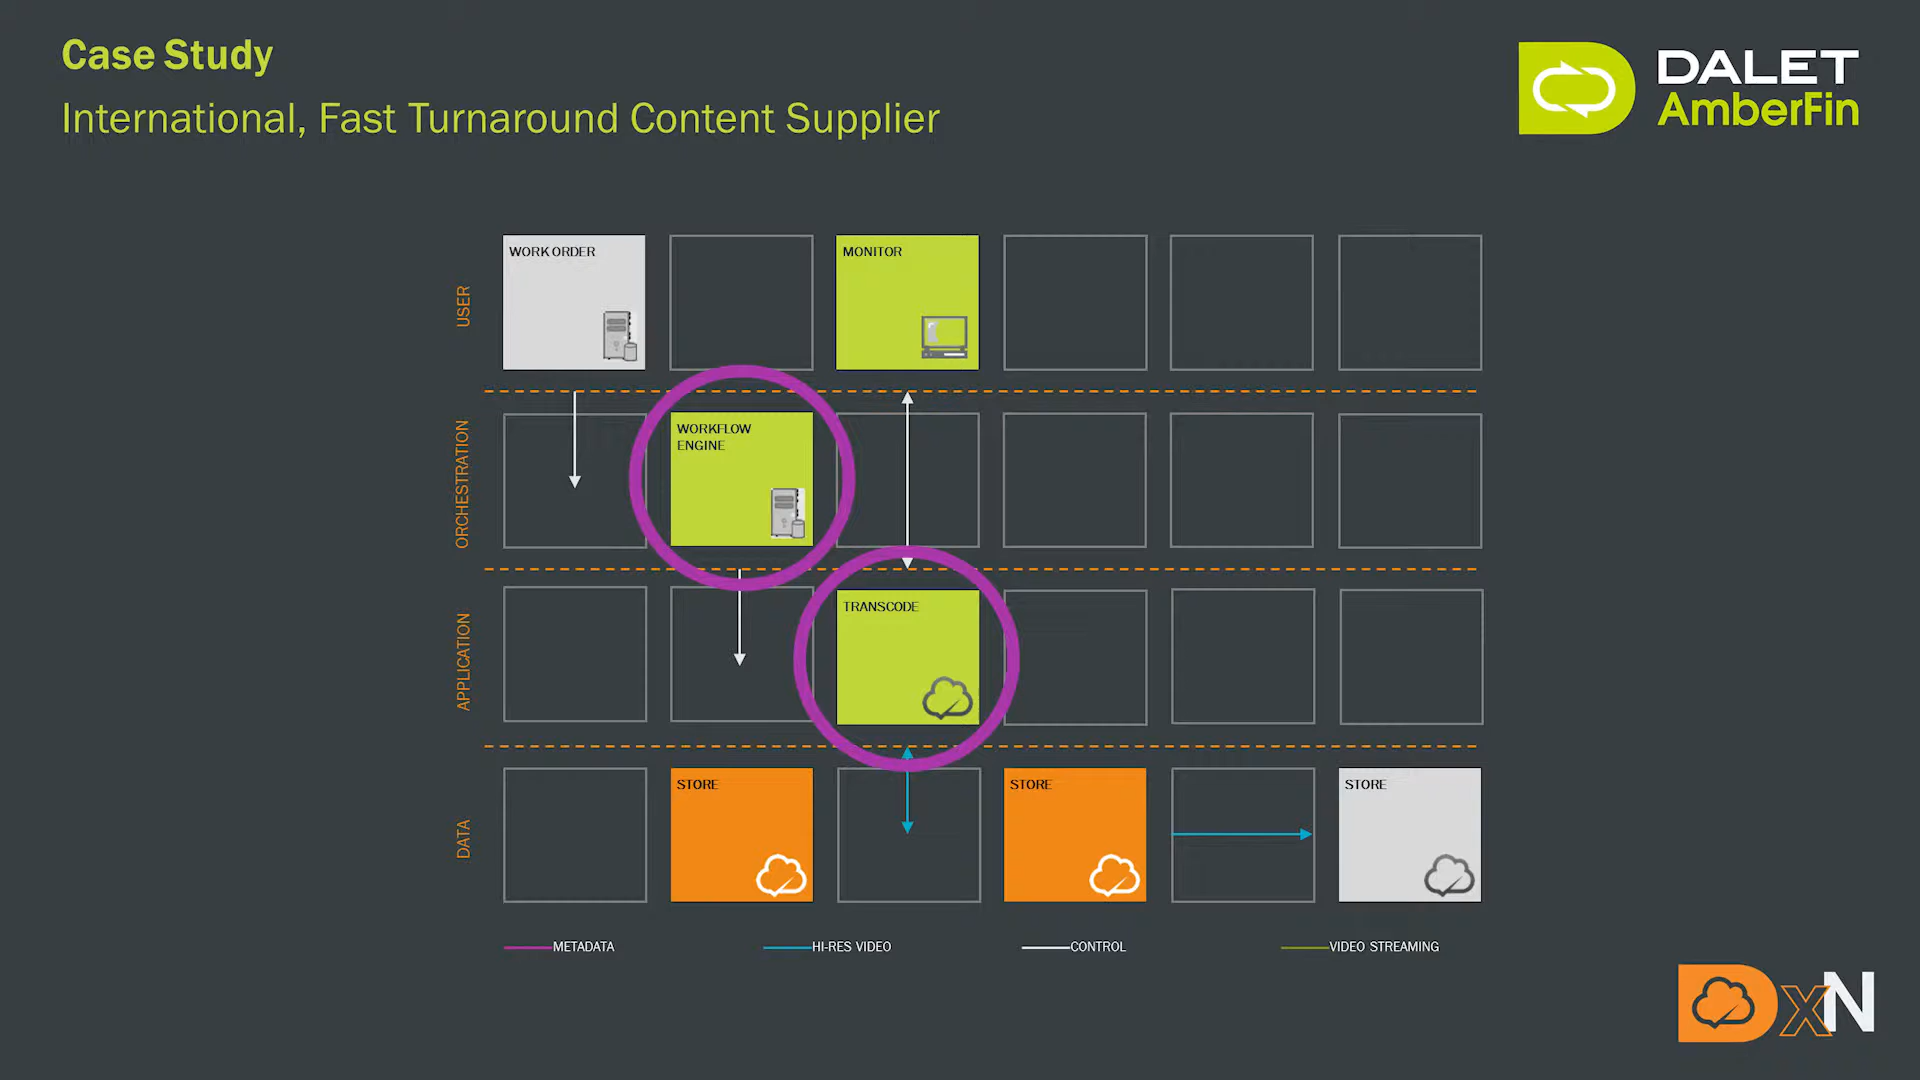 Case Study
International, Fast Turnaround Content Supplier
DALET
AmberFin
WORK ORDER
MONITOR
USER
WORKFLOW
ENGINE
ORCHESTRATION
TRANSCODE
APPLICATION
STORE
STORE
STORE
DATA
METADATA
HI-RES VIDEO
CONTROL
VIDEO STREAMING
DxN